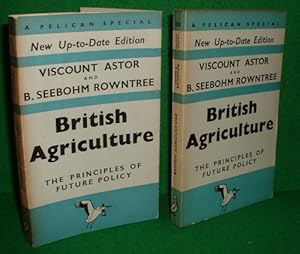 A PELICAN SPECIAL
New Up-to-Date Edition
VISCOUNT ASTOR
AND
B. SEEBOHM ROWNTREE
British
Agriculture
THE PRINCIPLES OF
FUTURE POLICY
BRITISH AGRICULTURE
A PELICAN SPECIAL
New Up-to-Date Edition
VISCOUNT ASTOR
AND
B. SEEBOHM ROWNTREE
British
Agriculture
THE PRINCIPLES OF
FUTURE POLICY